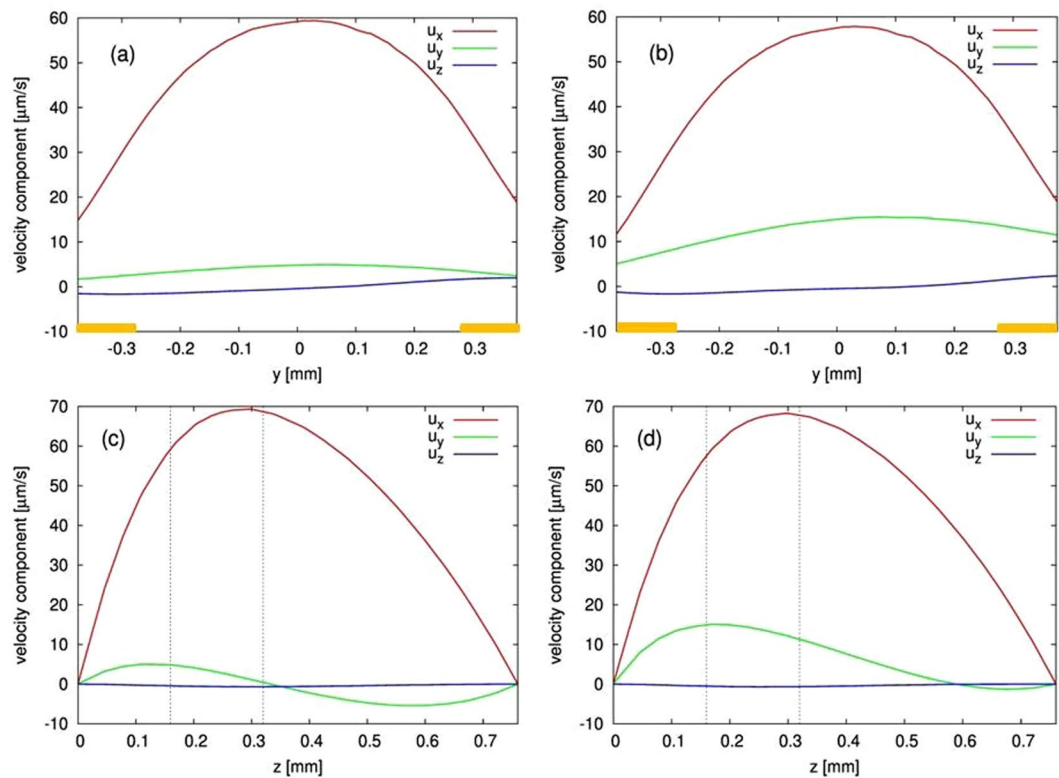 (a)
velocity component [μm/s]
60
50
40
30
20
10
0
-10
u_x
u_y
u_z
-0.3 -0.2 -0.1 0 0.1 0.2 0.3
y [mm]
(b)
velocity component [μm/s]
60
50
40
30
20
10
0
-10
u_x
u_y
u_z
-0.3 -0.2 -0.1 0 0.1 0.2 0.3
y [mm]
(c)
velocity component [μm/s]
70
60
50
40
30
20
10
0
-10
u_x
u_y
u_z
0 0.1 0.2 0.3 0.4 0.5 0.6 0.7
z [mm]
(d)
velocity component [μm/s]
70
60
50
40
30
20
10
0
-10
u_x
u_y
u_z
0 0.1 0.2 0.3 0.4 0.5 0.6 0.7
z [mm]